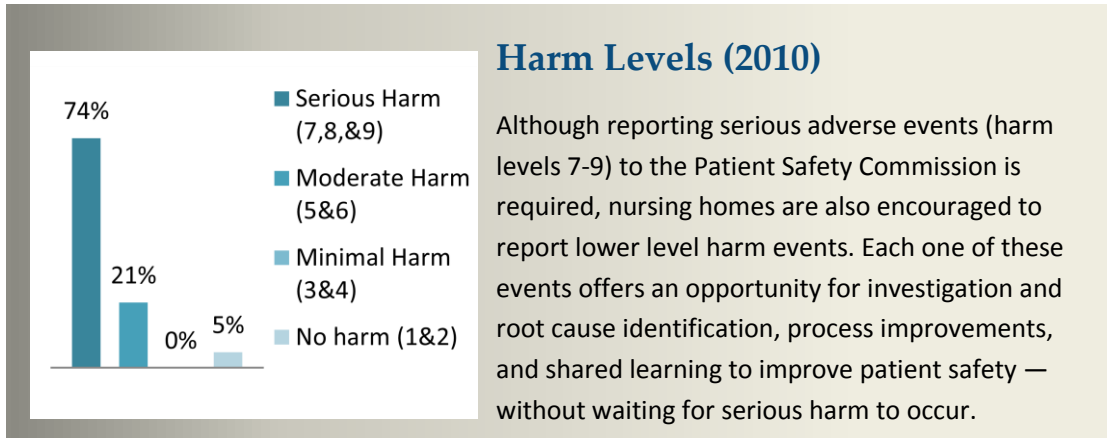 74%
21%
0%
5%
Serious Harm
(7,8,&9)
Moderate Harm
(5&6)
Minimal Harm
(3&4)
No harm (1&2)
Harm Levels (2010)
Although reporting serious adverse events (harm
levels 7-9) to the Patient Safety Commission is
required, nursing homes are also encouraged to
report lower level harm events. Each one of these
events offers an opportunity for investigation and
root cause identification, process improvements,
and shared learning to improve patient safety —
without waiting for serious harm to occur.